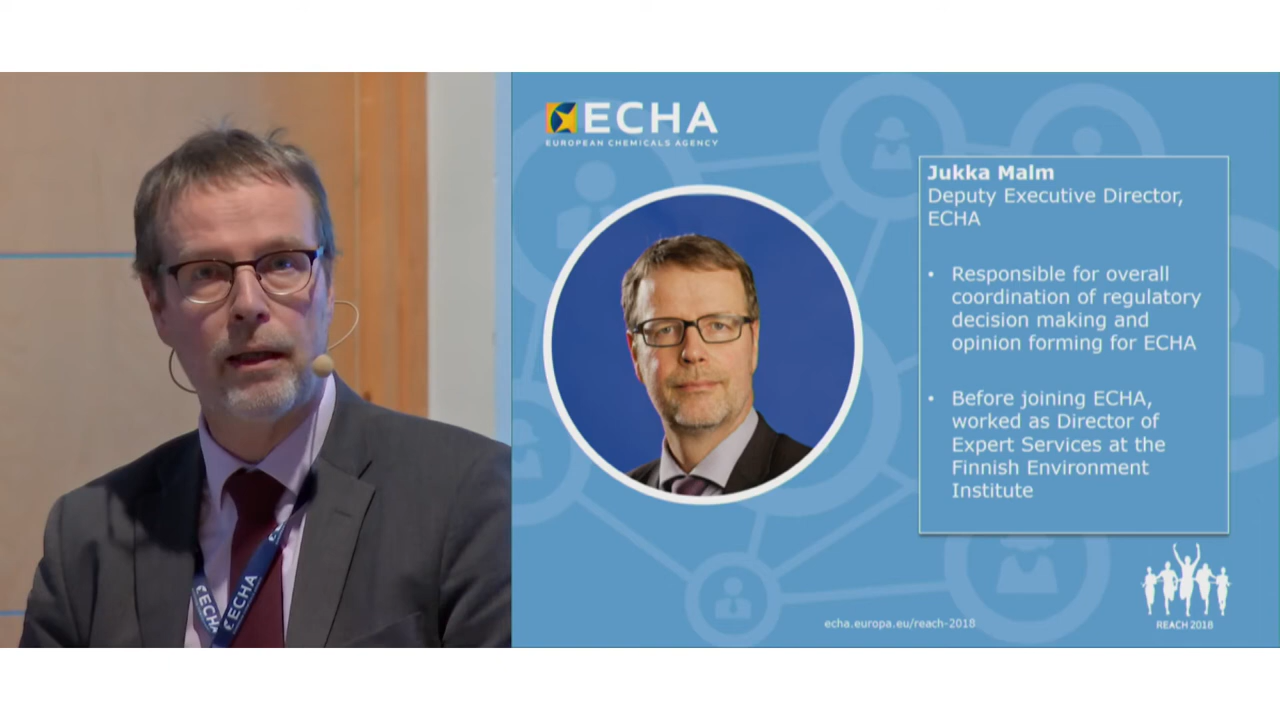 ECHA
EUROPEAN CHEMICALS AGENCY
Jukka Malm
Deputy Executive Director,
ECHA
• Responsible for overall
coordination of regulatory
decision making and
opinion forming for ECHA
• Before joining ECHA,
worked as Director of
Expert Services at the
Finnish Environment
Institute
ECHA
ECHA
echa.europa.eu/reach-2018
REACH 2018